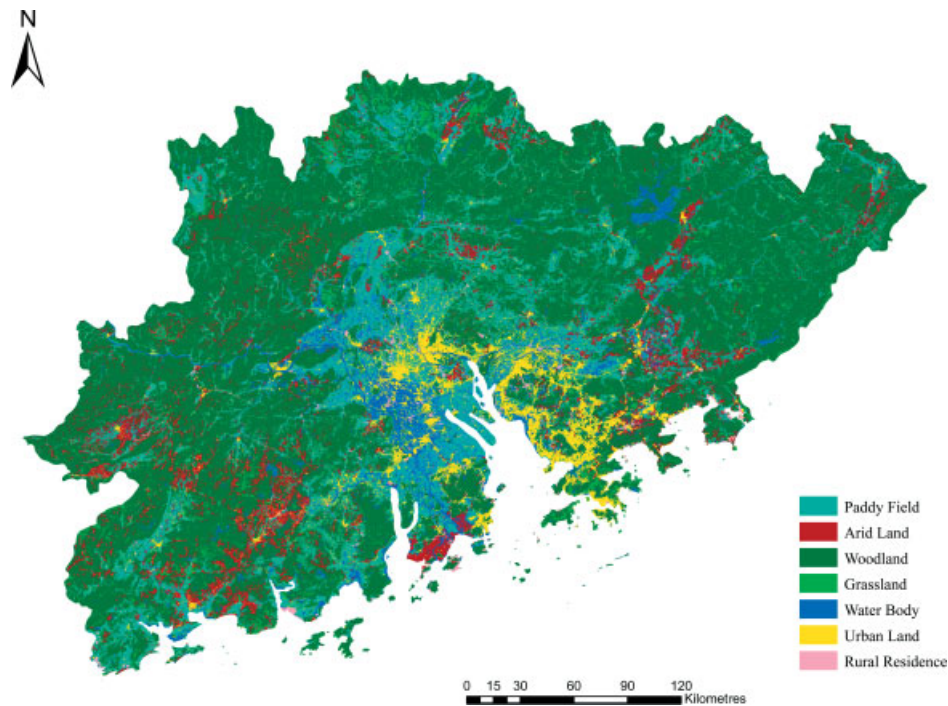 N
Paddy Field
Arid Land
Woodland
Grassland
Water Body
Urban Land
Rural Residence
0 15 30 60 90 120
Kilometres